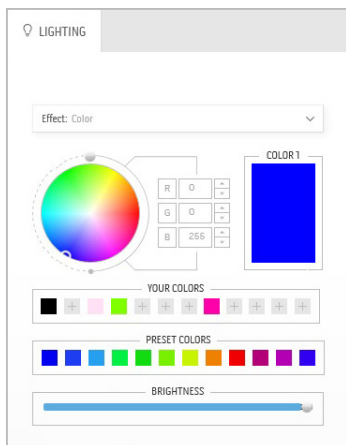 LIGHTING
Effect: Color
COLOR 1
R 0
G 0
B 255
YOUR COLORS
PRESET COLORS
BRIGHTNESS